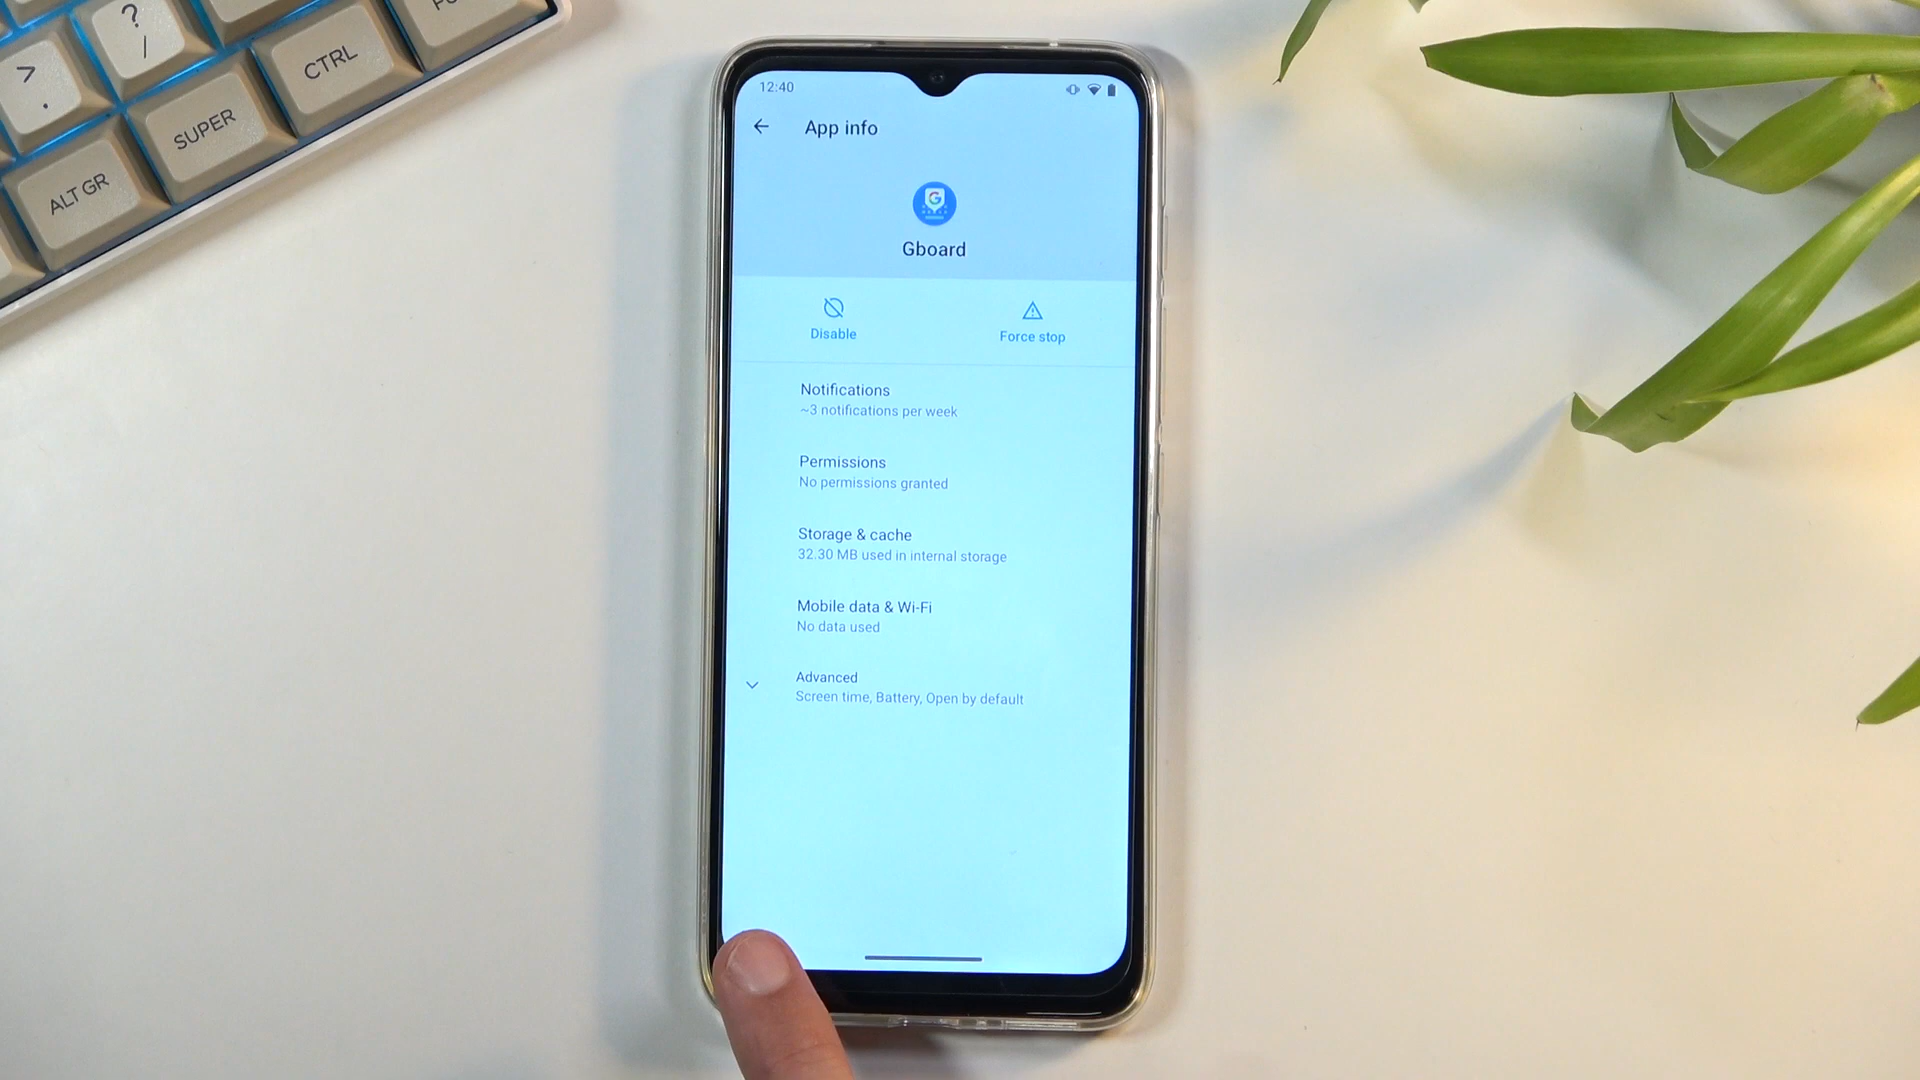 ?
/
>
.
CTRL
SUPER
ALT GR
12:40
App info
G
Gboard
Disable
Force stop
Notifications
~3 notifications per week
Permissions
No permissions granted
Storage & cache
32.30 MB used in internal storage
Mobile data & Wi-Fi
No data used
Advanced
Screen time, Battery, Open by default